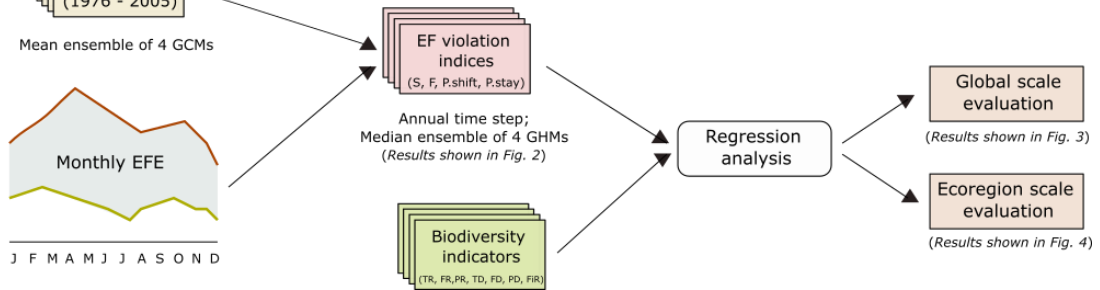 (1976 - 2005)
Mean ensemble of 4 GCMs
Monthly EFE
J F M A M J J A S O N D
EF violation
indices
(S, F, P.shift, P.stay)
Annual time step;
Median ensemble of 4 GHMs
(Results shown in Fig. 2)
Biodiversity
indicators
(TR, FR,PR, TD, FD, PD, FiR)
Regression
analysis
Global scale
evaluation
(Results shown in Fig. 3)
Ecoregion scale
evaluation
(Results shown in Fig. 4)